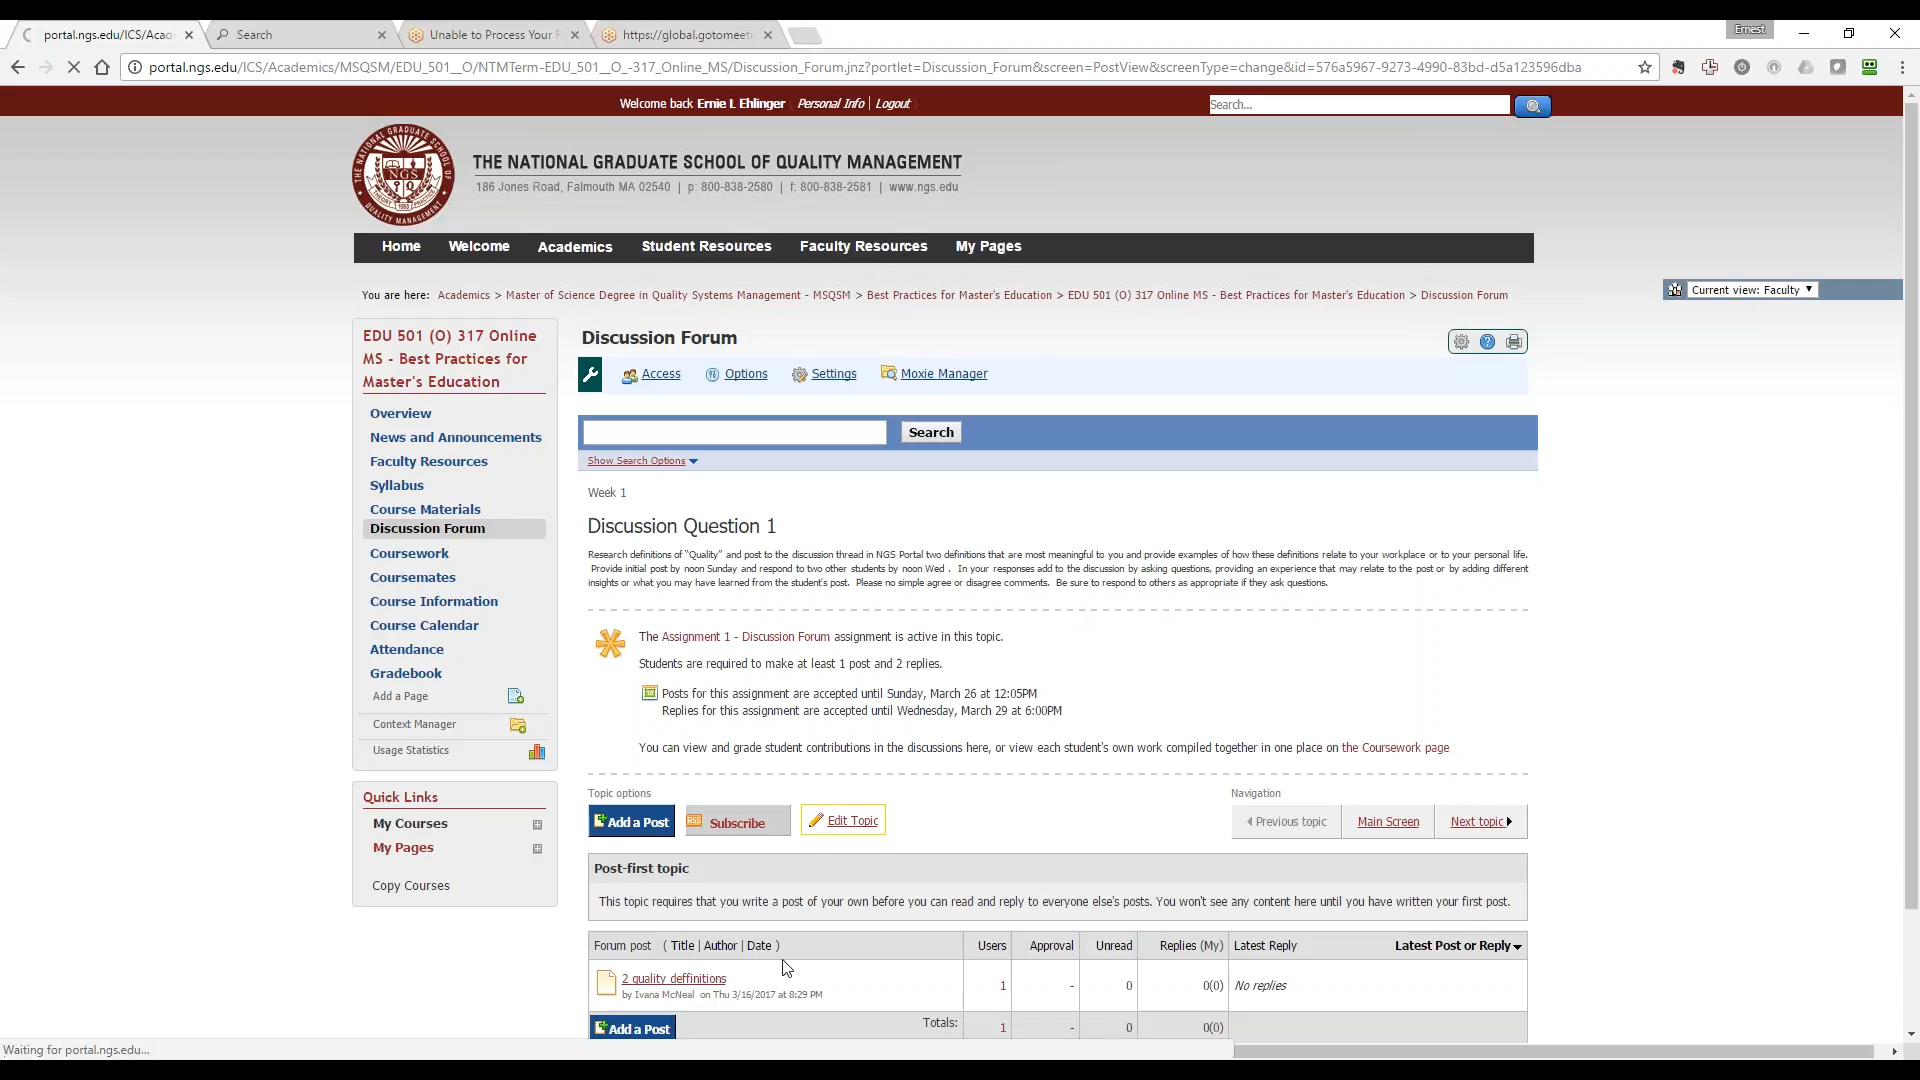 portal.ngs.edu/ICS/Acad
Search
Unable to Process Your R
https://global.gotomeeti
Ernest
portal.ngs.edu/ICS/Academics/MSQSM/EDU_501__O/NTMTerm-EDU_501__O_-317_Online_MS/Discussion_Forum.jnz?portlet=Discussion_Forum&screen=PostView&screenType=change&id=576a5967-9273-4990-83bd-d5a123596dba
Welcome back Ernie L Ehlinger Personal Info | Logout
Search...
THE NATIONAL GRADUATE SCHOOL OF QUALITY MANAGEMENT
186 Jones Road, Falmouth MA 02540 | p: 800-838-2580 | f: 800-838-2581 | www.ngs.edu
THE NATIONAL GRADUATE SCHOOL OF
QUALITY MANAGEMENT
NGS
Home Welcome Academics Student Resources Faculty Resources My Pages
You are here: Academics > Master of Science Degree in Quality Systems Management - MSQSM > Best Practices for Master's Education > EDU 501 (O) 317 Online MS - Best Practices for Master's Education > Discussion Forum
Current view: Faculty
EDU 501 (O) 317 Online
MS - Best Practices for
Master's Education
Overview
News and Announcements
Faculty Resources
Syllabus
Course Materials
Discussion Forum
Coursework
Coursemates
Course Information
Course Calendar
Attendance
Gradebook
Add a Page
Context Manager
Usage Statistics
Quick Links
My Courses
My Pages
Copy Courses
Discussion Forum
Access Options Settings Moxie Manager
Search
Show Search Options
Week 1
Discussion Question 1
Research definitions of "Quality" and post to the discussion thread in NGS Portal two definitions that are most meaningful to you and provide examples of how these definitions relate to your workplace or to your personal life.
Provide initial post by noon Sunday and respond to two other students by noon Wed . In your responses add to the discussion by asking questions, providing an experience that may relate to the post or by adding different
insights or what you may have learned from the student's post. Please no simple agree or disagree comments. Be sure to respond to others as appropriate if they ask questions.
The Assignment 1 - Discussion Forum assignment is active in this topic.
Students are required to make at least 1 post and 2 replies.
Posts for this assignment are accepted until Sunday, March 26 at 12:05PM
Replies for this assignment are accepted until Wednesday, March 29 at 6:00PM
You can view and grade student contributions in the discussions here, or view each student's own work compiled together in one place on the Coursework page
Topic options
Navigation
Add a Post
RSS Subscribe
Edit Topic
Previous topic
Main Screen
Next topic
Post-first topic
This topic requires that you write a post of your own before you can read and reply to everyone else's posts. You won't see any content here until you have written your first post.
Forum post ( Title | Author | Date ) Users Approval Unread Replies (My) Latest Reply Latest Post or Reply
2 quality deffinitions 1 - 0 0(0) No replies
by Ivana McNeal on Thu 3/16/2017 at 8:29 PM
Add a Post Totals: 1 - 0 0(0)
Waiting for portal.ngs.edu...